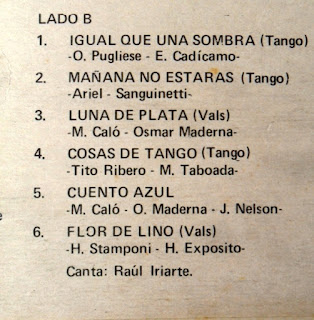 LADO B
1. IGUAL QUE UNA SOMBRA (Tango)
-O. Pugliese - E. Cadícamo-
2. MAÑANA NO ESTARAS (Tango)
-Ariel - Sanguinetti-
3. LUNA DE PLATA (Vals)
-M. Caló - Osmar Maderna-
4. COSAS DE TANGO (Tango)
-Tito Ribero - M. Taboada-
5. CUENTO AZUL
-M. Caló - O. Maderna - J. Nelson-
6. FLOR DE LINO (Vals)
-H. Stamponi - H. Exposito-
Canta: Raúl Iriarte.